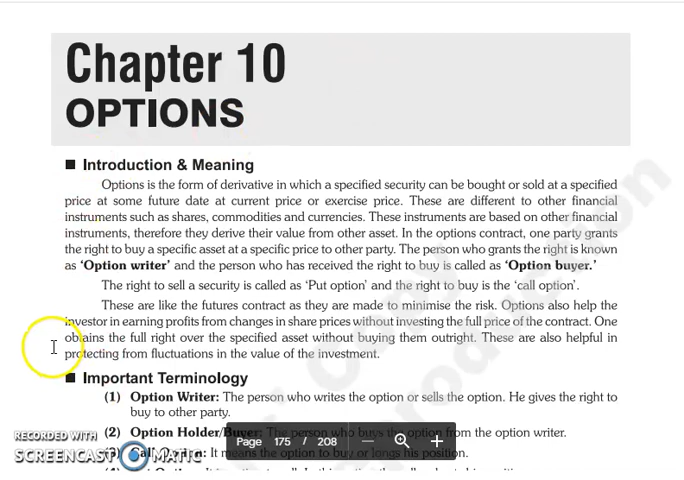 Chapter 10
OPTIONS
Introduction & Meaning
Options is the form of derivative in which a specified security can be bought or sold at a specified
price at some future date at current price or exercise price. These are different to other financial
instruments such as shares, commodities and currencies. These instruments are based on other financial
instruments, therefore they derive their value from other asset. In the options contract, one party grants
the right to buy a specific asset at a specific price to other party. The person who grants the right is known
as 'Option writer' and the person who has received the right to buy is called as 'Option buyer.'
The right to sell a security is called as 'Put option' and the right to buy is the 'call option'.
These are like the futures contract as they are made to minimise the risk. Options also help the
investor in earning profits from changes in share prices without investing the full price of the contract. One
obtains the full right over the specified asset without buying them outright. These are also helpful in
protecting from fluctuations in the value of the investment.
Important Terminology
(1) Option Writer: The person who writes the option or sells the option. He gives the right to
buy to other party.
(2) Option Holder/Buyer: The person who buys the option from the option writer.
(3) Call Option: It means the option to buy or longs his position.
Page 175 / 208
RECORDED WITH
SCREENCAST MATIC